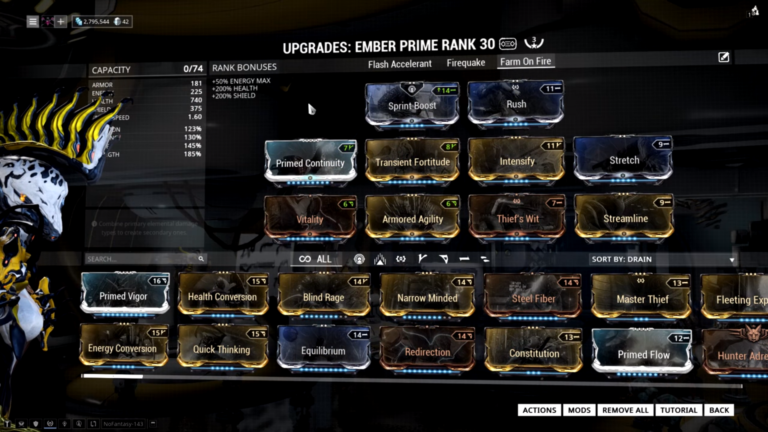 2,795,544 42
UPGRADES: EMBER PRIME RANK 30 3
Flash Accelerant Firequake Farm On Fire
CAPACITY 0/74
RANK BONUSES
+50% ENERGY MAX
+200% HEALTH
+200% SHIELD
ARMOR 181
225
740
375
1.60
123%
130%
145%
185%
Sprint Boost 14
Rush 11
Primed Continuity 7
Transient Fortitude 8
Intensify 11
Stretch 9
Vitality 6
Armored Agility 6
Thief's Wit 7
Streamline 9
SEARCH...
ALL
SORT BY: DRAIN
Primed Vigor 16
Health Conversion 15
Blind Rage 14
Narrow Minded 14
Steel Fiber 14
Master Thief 13
Fleeting Exp
Energy Conversion 15
Quick Thinking 15
Equilibrium 14
Redirection 14
Constitution 13
Primed Flow 12
Hunter Adre
ACTIONS MODS REMOVE ALL TUTORIAL BACK